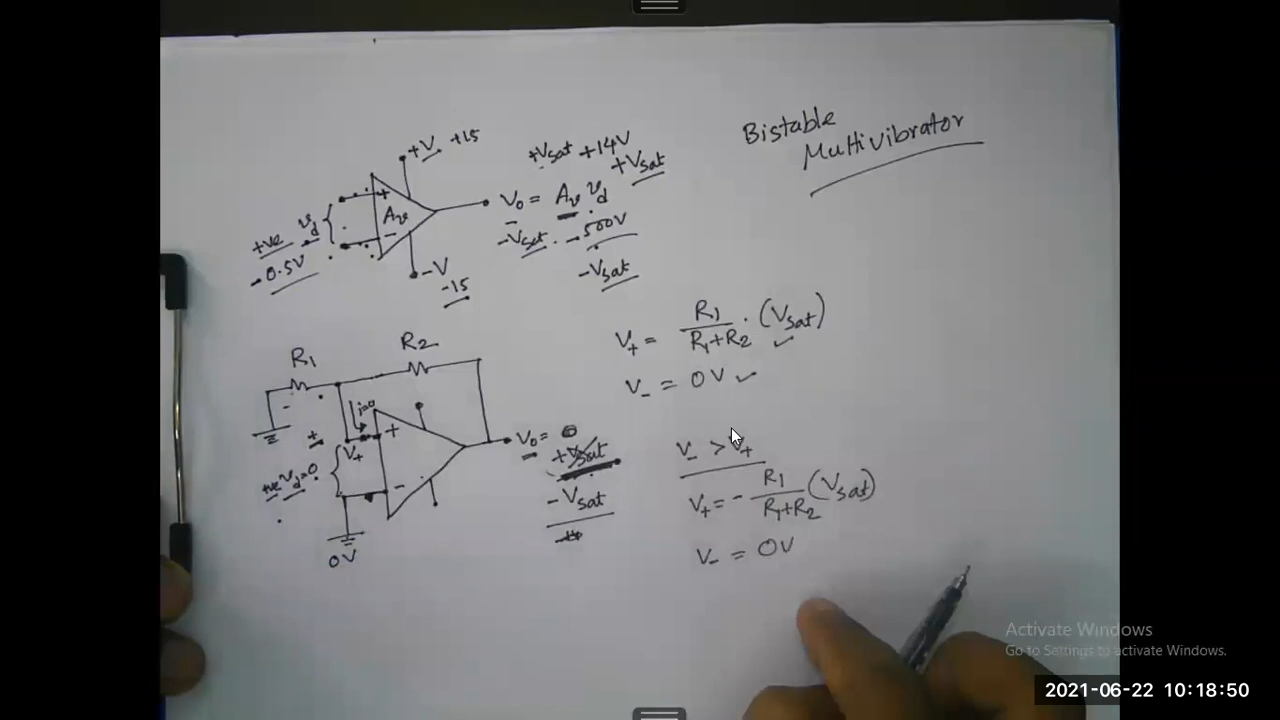 Bistable
Multivibrator
+V +15
+Vsat +14V
+Vsat
+
Av
-
+ve vd
-0.5V
Vo = Av vd
-Vsat -500V
-Vsat
-V
-15
R1
R2
V+ = R1/(R1+R2) · (Vsat) ✓
V- = 0V ✓
i=0
+
-
V+
+
-
+ve vd=0
0V
Vo = 0
+Vsat
-Vsat
V- > V+
V+ = - R1/(R1+R2) (Vsat)
V- = 0V
Activate Windows
Go to Settings to activate Windows.
2021-06-22 10:18:50